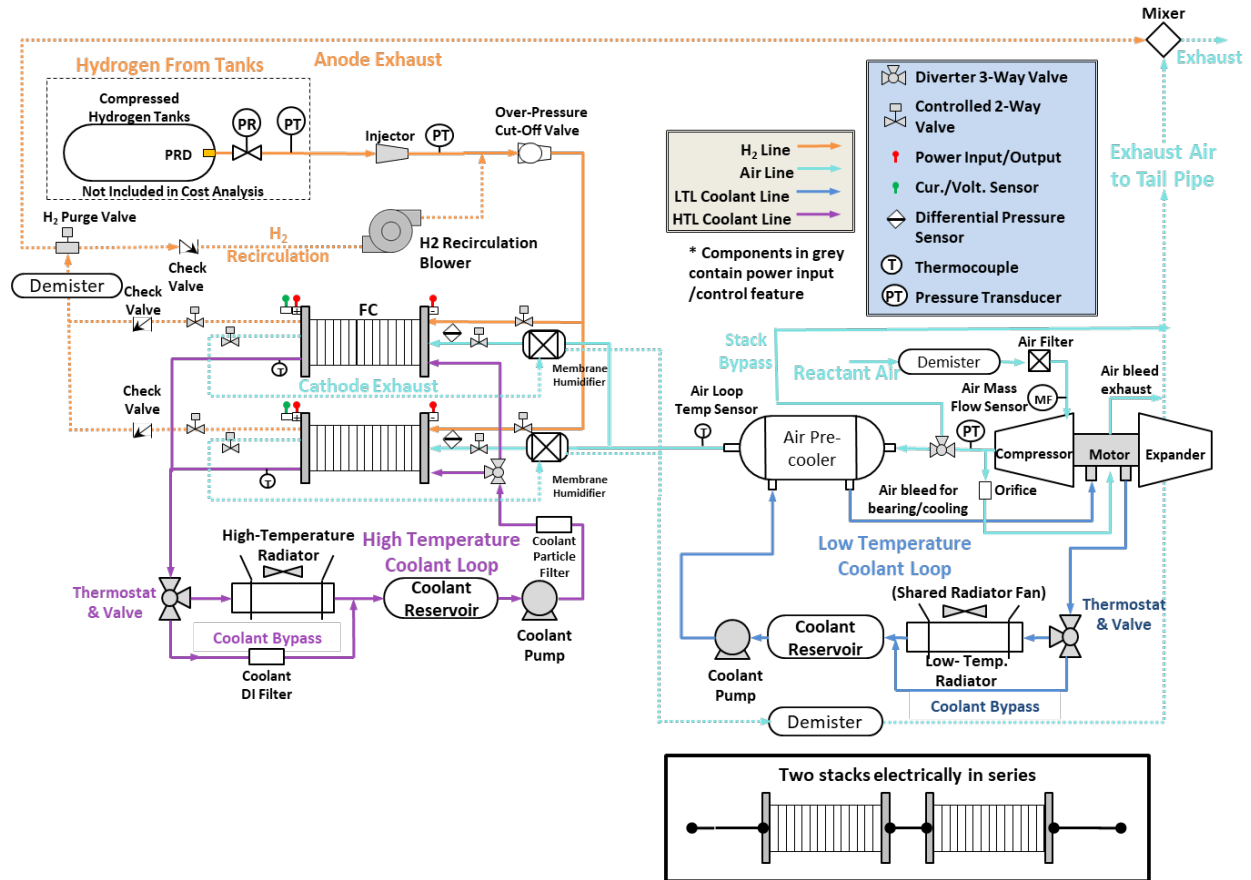 Mixer
Exhaust
Anode Exhaust
Hydrogen From Tanks
Compressed
Hydrogen Tanks
PRD
PR
PT
Not Included in Cost Analysis
Injector
PT
Over-Pressure
Cut-Off Valve
H2 Line
Air Line
LTL Coolant Line
HTL Coolant Line
* Components in grey
contain power input
/control feature
Diverter 3-Way Valve
Controlled 2-Way
Valve
Power Input/Output
Cur./Volt. Sensor
Differential Pressure
Sensor
T
Thermocouple
PT
Pressure Transducer
Exhaust Air
to Tail Pipe
H2 Purge Valve
H2
Recirculation
H2 Recirculation
Blower
Check
Valve
Demister
Check
Valve
FC
+
-
T
Cathode Exhaust
Membrane
Humidifier
Check
Valve
+
-
T
Membrane
Humidifier
Stack
Bypass
Reactant Air
Demister
Air Filter
Air Mass
Flow Sensor
MF
Air bleed
exhaust
Air Loop
Temp Sensor
T
Air Pre-
cooler
PT
Compressor
Motor
Expander
Orifice
Air bleed for
bearing/cooling
High-Temperature
Radiator
High Temperature
Coolant Loop
Coolant
Particle
Filter
Thermostat
& Valve
Coolant
Reservoir
Coolant
Pump
Coolant Bypass
Coolant
DI Filter
Low Temperature
Coolant Loop
(Shared Radiator Fan)
Thermostat
& Valve
Coolant
Reservoir
Coolant
Pump
Low- Temp.
Radiator
Coolant Bypass
Demister
Two stacks electrically in series